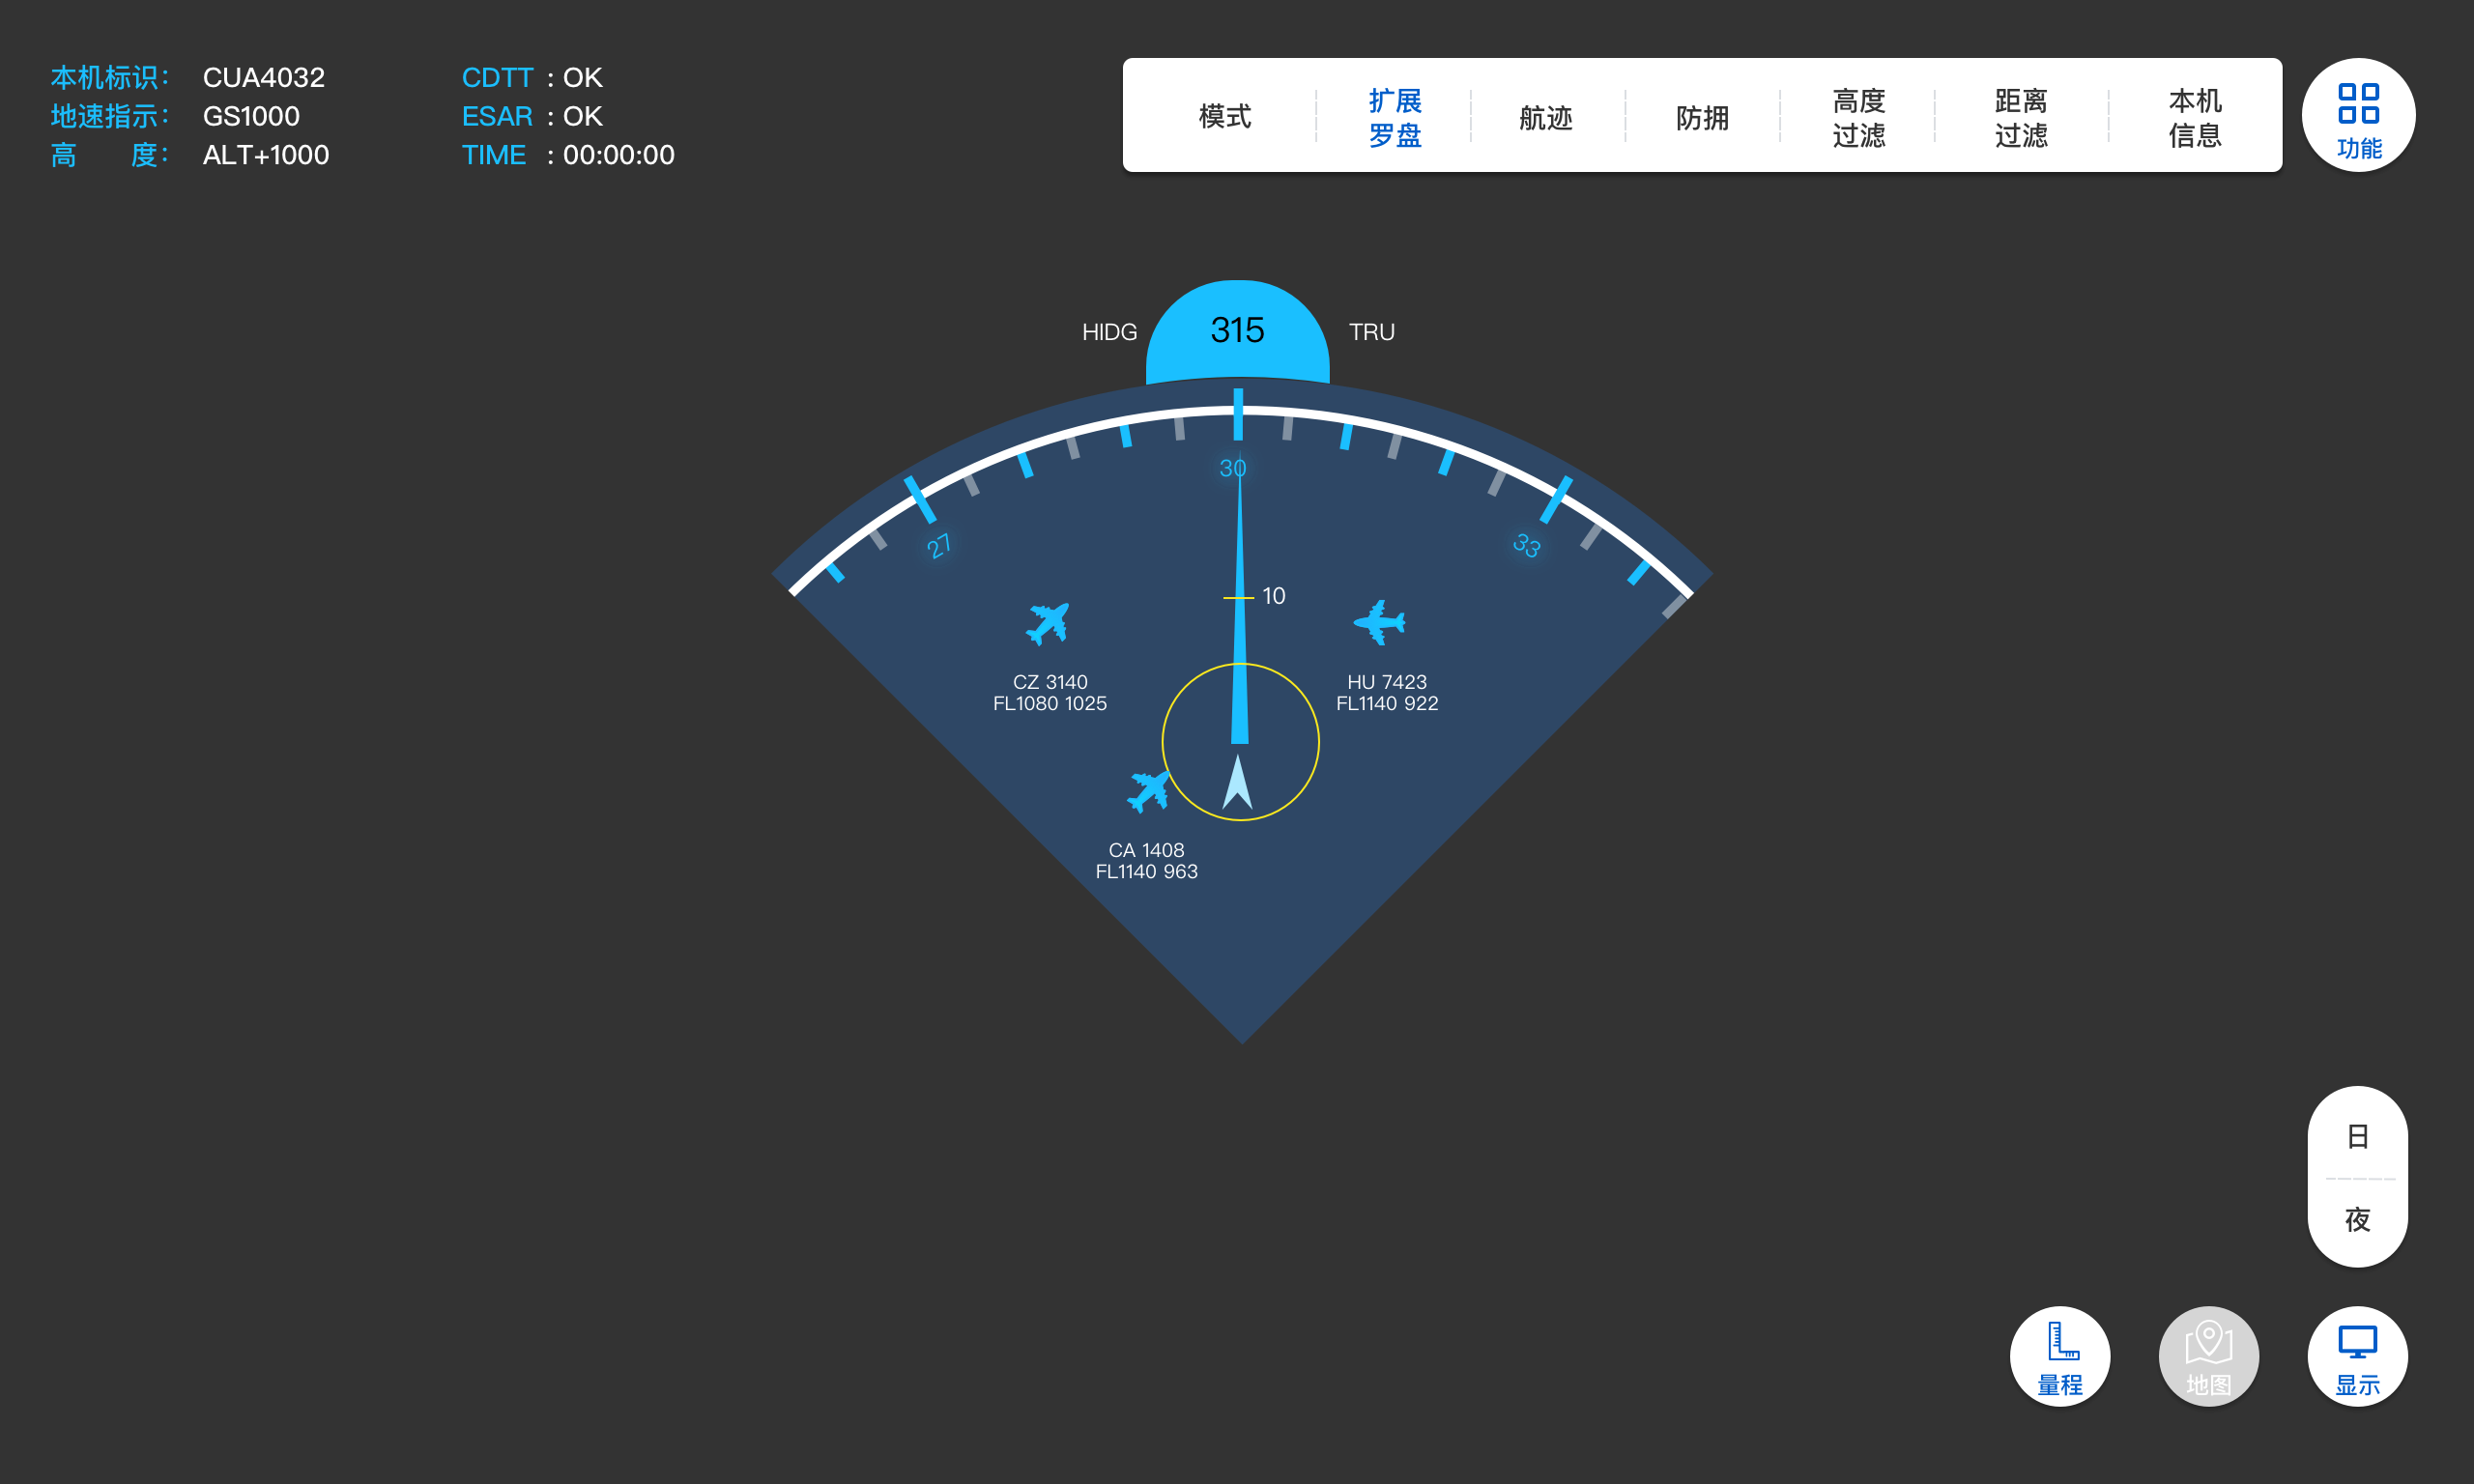 本机标识： CUA4032
地速指示： GS1000
高 度： ALT+1000
CDTT : OK
ESAR : OK
TIME : 00:00:00
模式
扩展
盘
航迹
防拥
高度
过滤
距离
过滤
本机
信息
功能
HIDG
315
TRU
27
30
33
10
CZ 3140
FL1080 1025
HU 7423
FL1140 922
CA 1408
FL1140 963
日
夜
量程
地图
显示